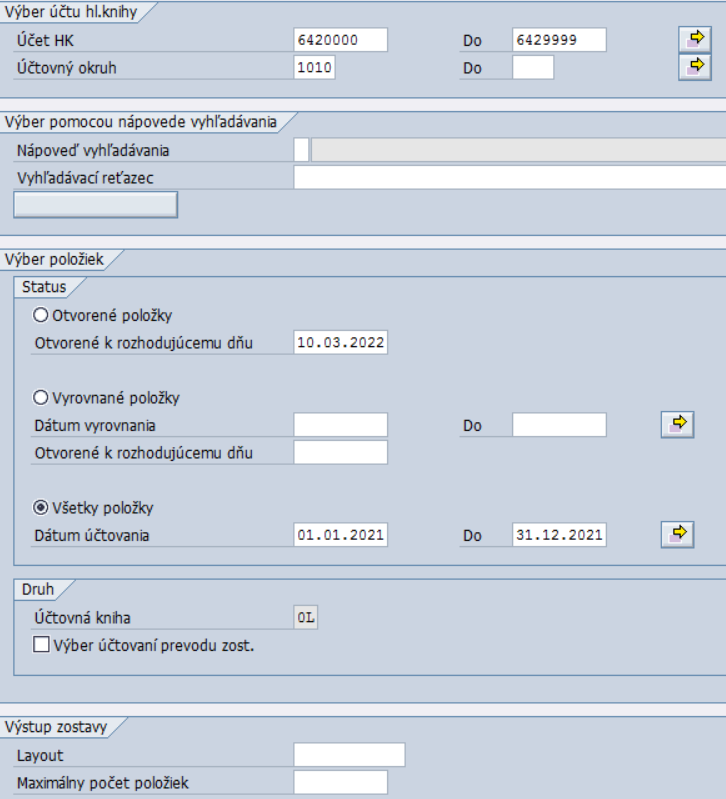 Výber účtu hl.knihy
Účet HK 6420000 Do 6429999
Účtovný okruh 1010 Do
Výber pomocou nápovede vyhľadávania
Nápoveď vyhľadávania
Vyhľadávací reťazec
Výber položiek
Status
Otvorené položky
Otvorené k rozhodujúcemu dňu 10.03.2022
Vyrovnané položky
Dátum vyrovnania Do
Otvorené k rozhodujúcemu dňu
Všetky položky
Dátum účtovania 01.01.2021 Do 31.12.2021
Druh
Účtovná kniha 0L
Výber účtovaní prevodu zost.
Výstup zostavy
Layout
Maximálny počet položiek